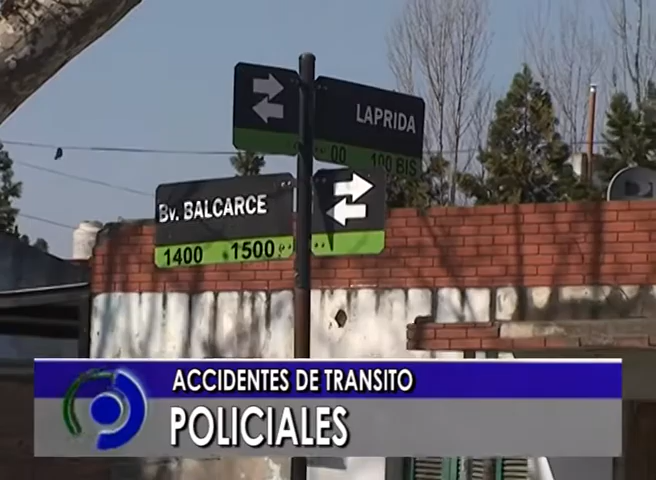 LAPRIDA
00 100 BIS
Bv. BALCARCE
1400 1500
ACCIDENTES DE TRANSITO
POLICIALES